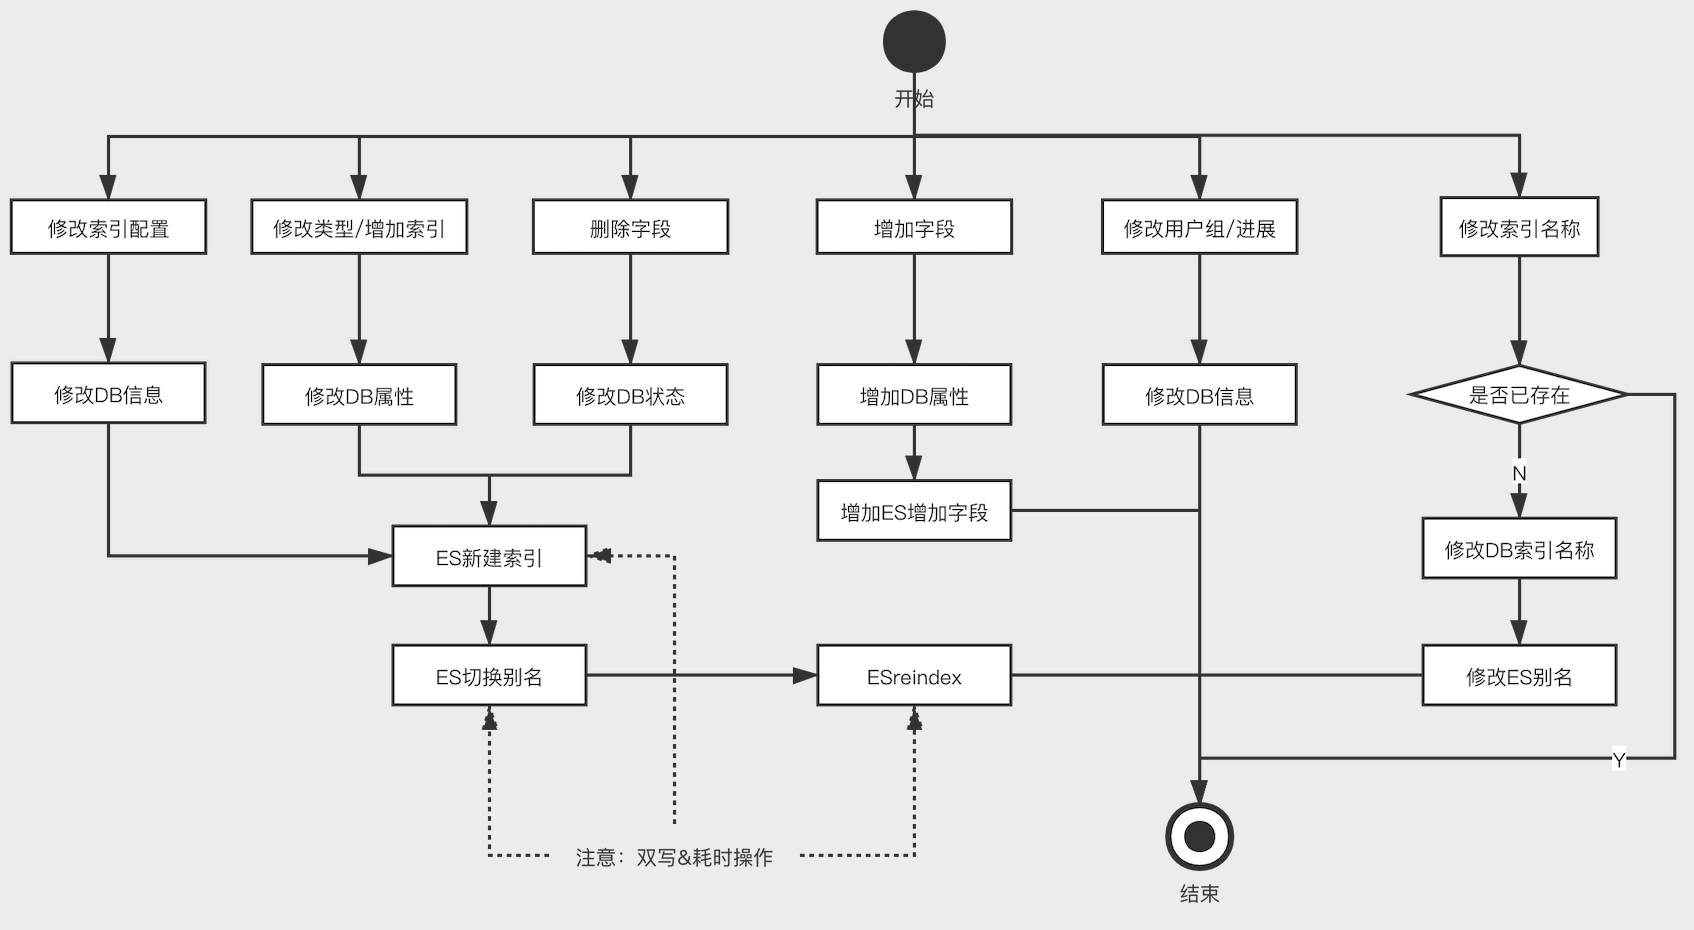 开始
修改索引配置
修改类型/增加索引
删除字段
增加字段
修改用户组/进展
修改索引名称
修改DB信息
修改DB属性
修改DB状态
增加DB属性
修改DB信息
是否已存在
N
增加ES增加字段
修改DB索引名称
ES新建索引
ES切换别名
ESreindex
修改ES别名
Y
注意：双写&耗时操作
结束